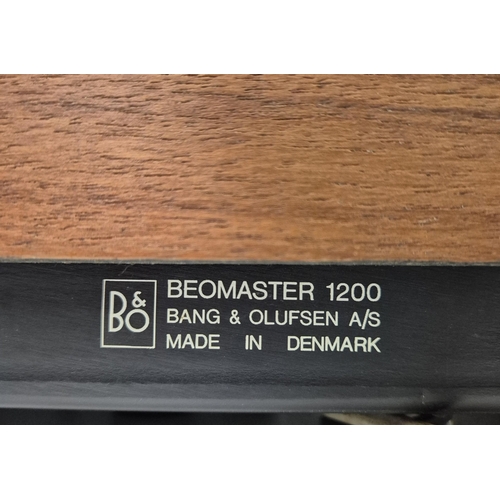 B&O
BEOMASTER 1200
BANG & OLUFSEN A/S
MADE IN DENMARK